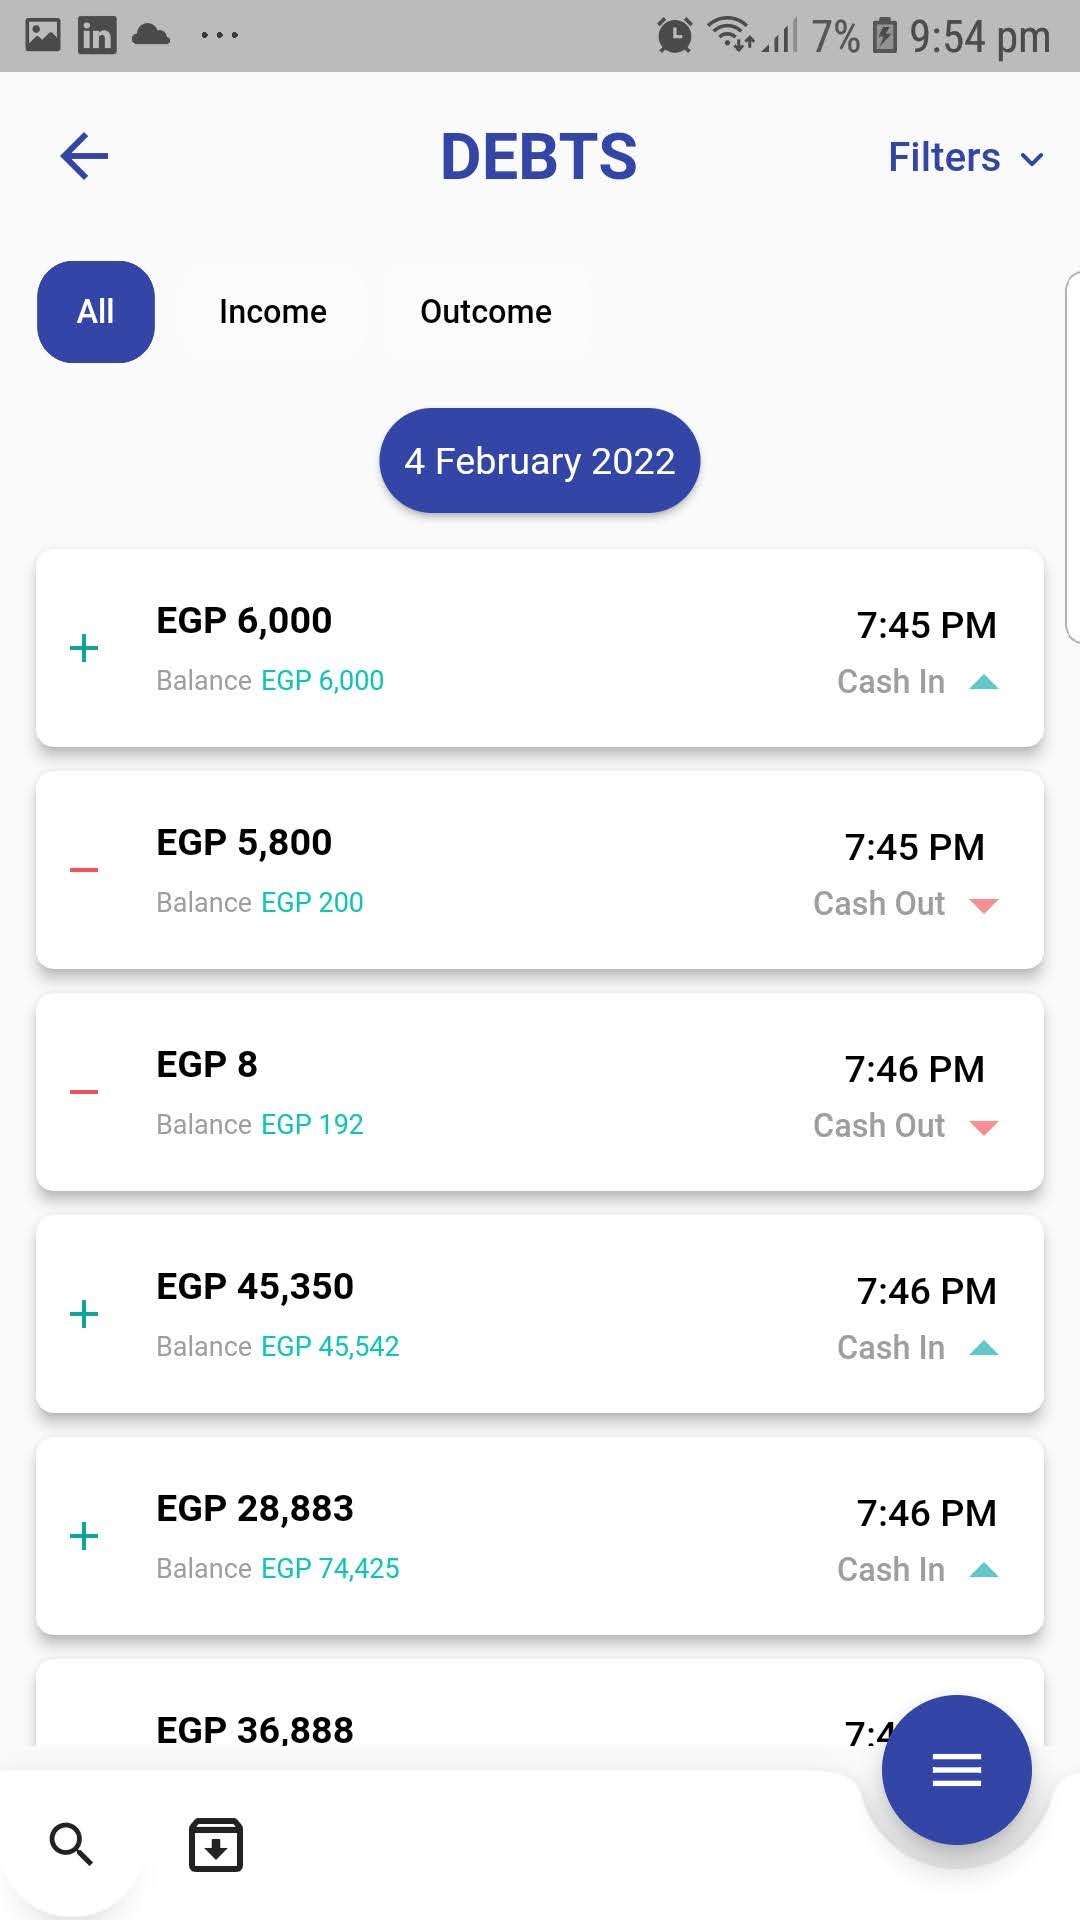 7% 9:54 pm
DEBTS Filters
All Income Outcome
4 February 2022
EGP 6,000 7:45 PM
Balance EGP 6,000 Cash In
EGP 5,800 7:45 PM
Balance EGP 200 Cash Out
EGP 8 7:46 PM
Balance EGP 192 Cash Out
EGP 45,350 7:46 PM
Balance EGP 45,542 Cash In
EGP 28,883 7:46 PM
Balance EGP 74,425 Cash In
EGP 36,888